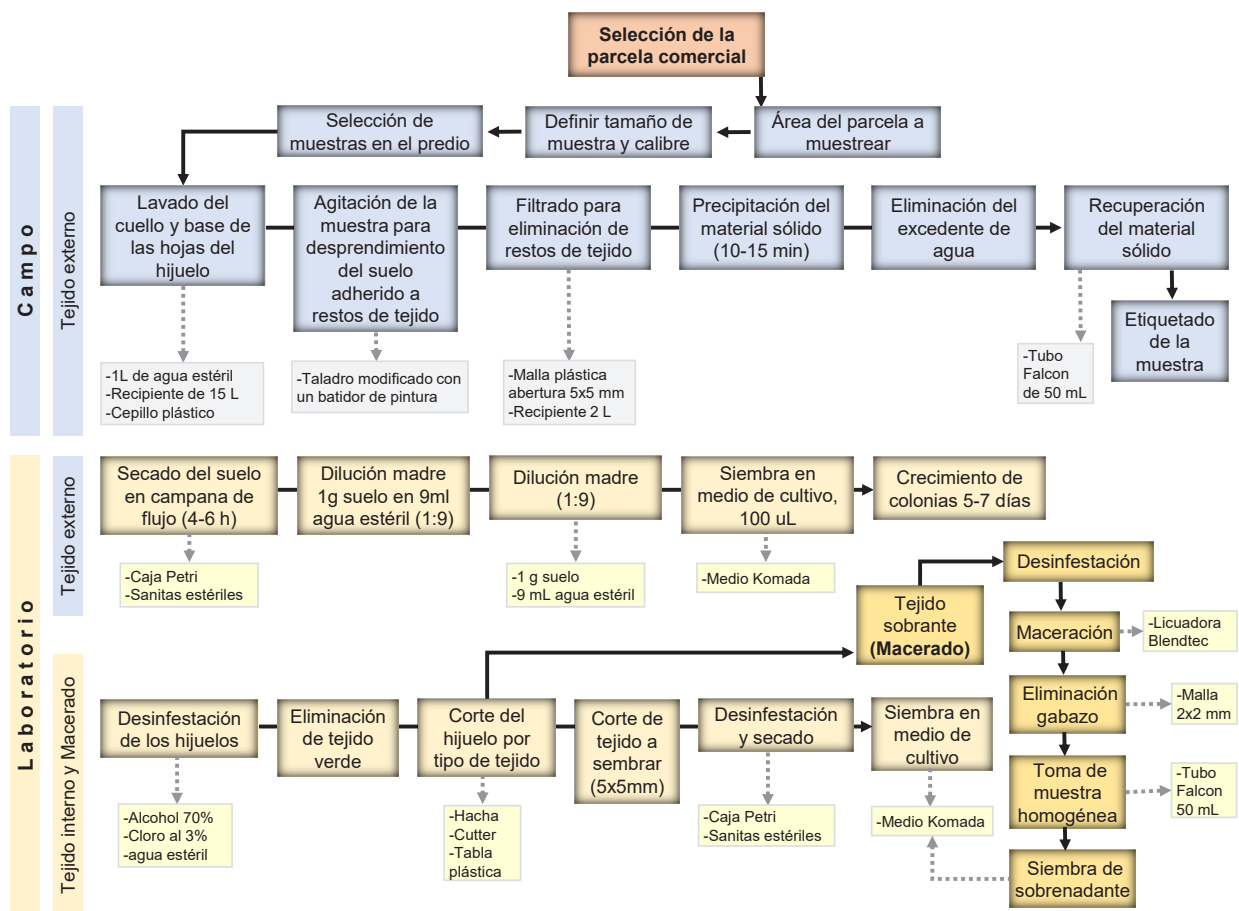 Selección de la
parcela comercial
Campo
Tejido externo
Área del parcela a
muestrear
Definir tamaño de
muestra y calibre
Selección de
muestras en el predio
Lavado del
cuello y base de
las hojas del
hijuelo
Agitación de la
muestra para
desprendimiento
del suelo
adherido a
restos de tejido
Filtrado para
eliminación de
restos de tejido
Precipitación del
material sólido
(10-15 min)
Eliminación del
excedente de
agua
Recuperación
del material
sólido
Etiquetado
de la
muestra
-1L de agua estéril
-Recipiente de 15 L
-Cepillo plástico
-Taladro modificado con
un batidor de pintura
-Malla plástica
abertura 5x5 mm
-Recipiente 2 L
-Tubo
Falcon
de 50 mL
Laboratorio
Tejido externo
Secado del suelo
en campana de
flujo (4-6 h)
Dilución madre
1g suelo en 9ml
agua estéril (1:9)
Dilución madre
(1:9)
Siembra en
medio de cultivo,
100 uL
Crecimiento de
colonias 5-7 días
-Caja Petri
-Sanitas estériles
-1 g suelo
-9 mL agua estéril
-Medio Komada
Tejido interno y Macerado
Desinfestación
de los hijuelos
Eliminación
de tejido
verde
Corte del
hijuelo por
tipo de tejido
Corte de
tejido a
sembrar
(5x5mm)
Desinfestación
y secado
Siembra en
medio de
cultivo
-Alcohol 70%
-Cloro al 3%
-agua estéril
-Hacha
-Cutter
-Tabla
plástica
-Caja Petri
-Sanitas estériles
-Medio Komada
Tejido
sobrante
(Macerado)
Desinfestación
Maceración
-Licuadora
Blendtec
Eliminación
gabazo
-Malla
2x2 mm
Toma de
muestra
homogénea
-Tubo
Falcon
50 mL
Siembra de
sobrenadante